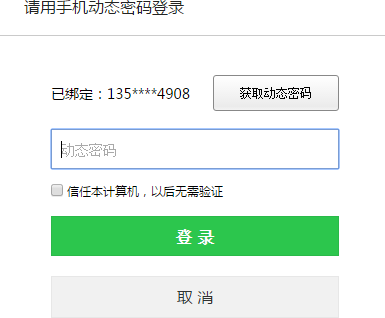 请用手机动态密码登录
已绑定：135****4908 获取动态密码
动态密码
信任本计算机，以后无需验证
登 录
取 消